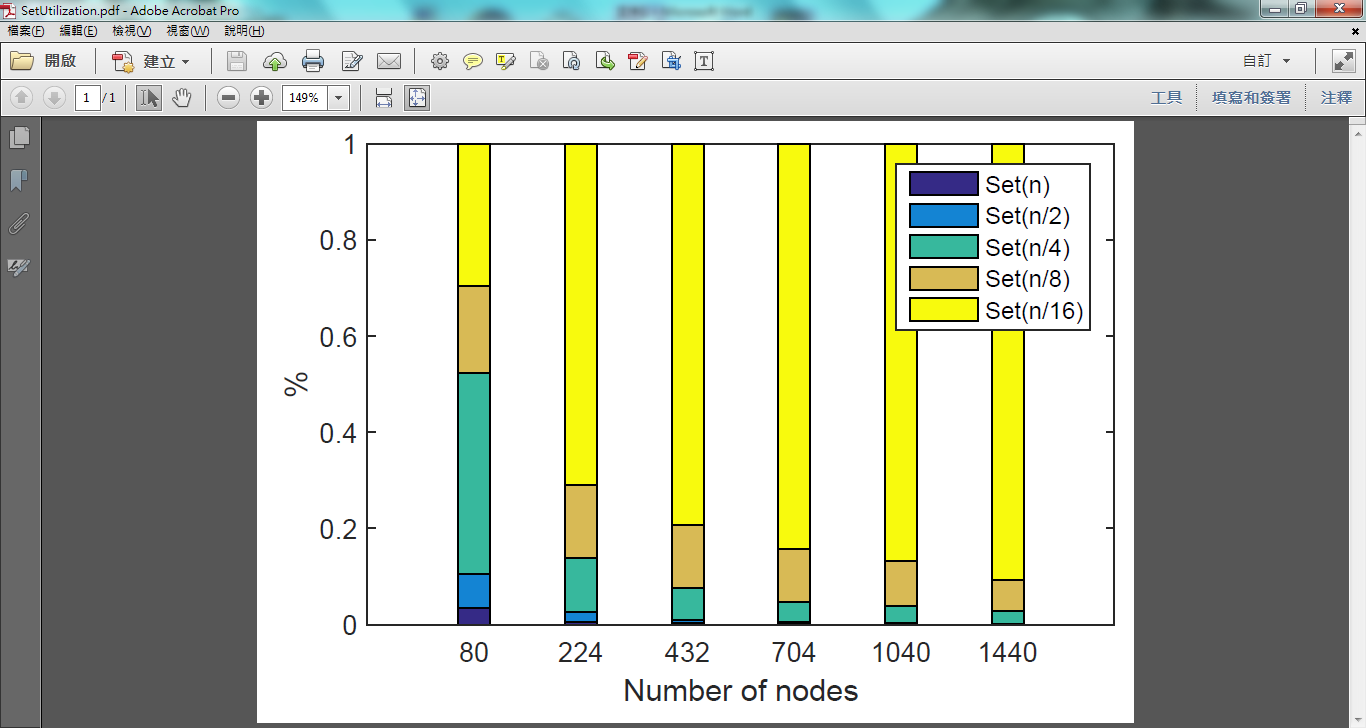 SetUtilization.pdf - Adobe Acrobat Pro
檔案(F) 編輯(E) 檢視(V) 視窗(W) 說明(H)
開啟 建立 自訂
1 / 1 149% 工具 填寫和簽署 注釋
1
0.8
0.6
0.4
0.2
0
%
Set(n)
Set(n/2)
Set(n/4)
Set(n/8)
Set(n/16)
80 224 432 704 1040 1440
Number of nodes